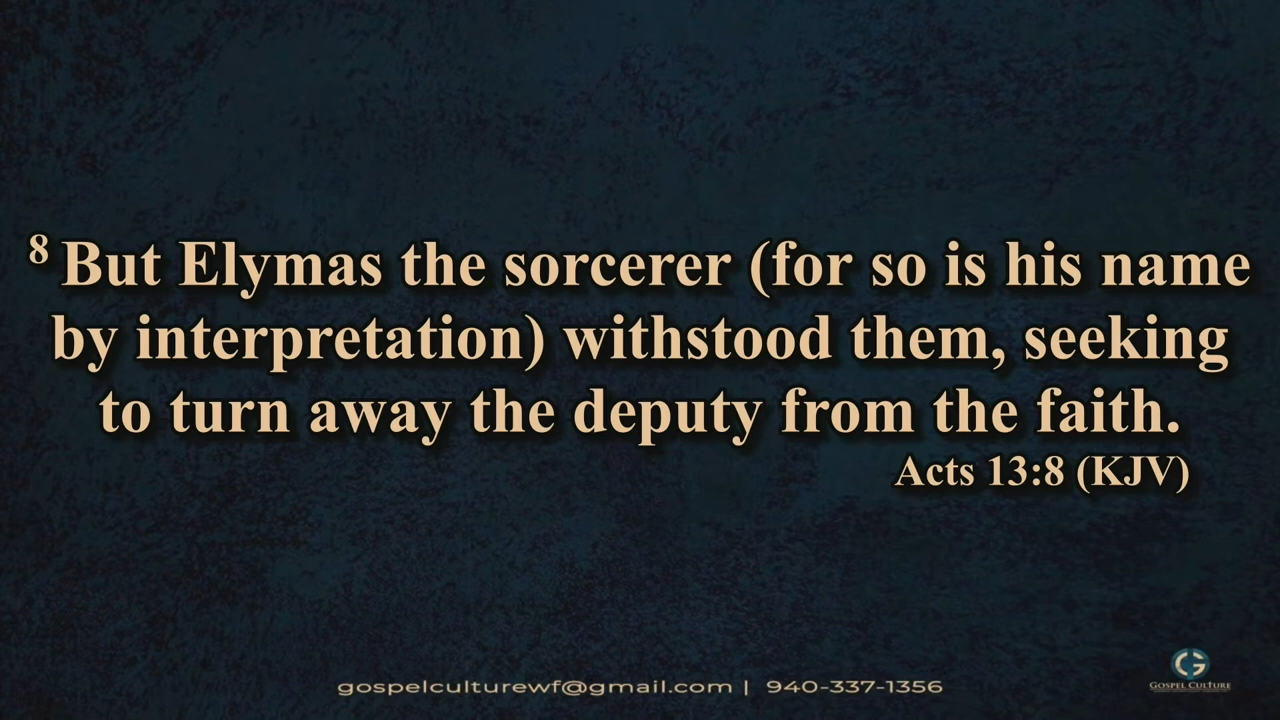 8 But Elymas the sorcerer (for so is his name
by interpretation) withstood them, seeking
to turn away the deputy from the faith.
Acts 13:8 (KJV)
gospelculturewf@gmail.com | 940-337-1356
GOSPEL CULTURE